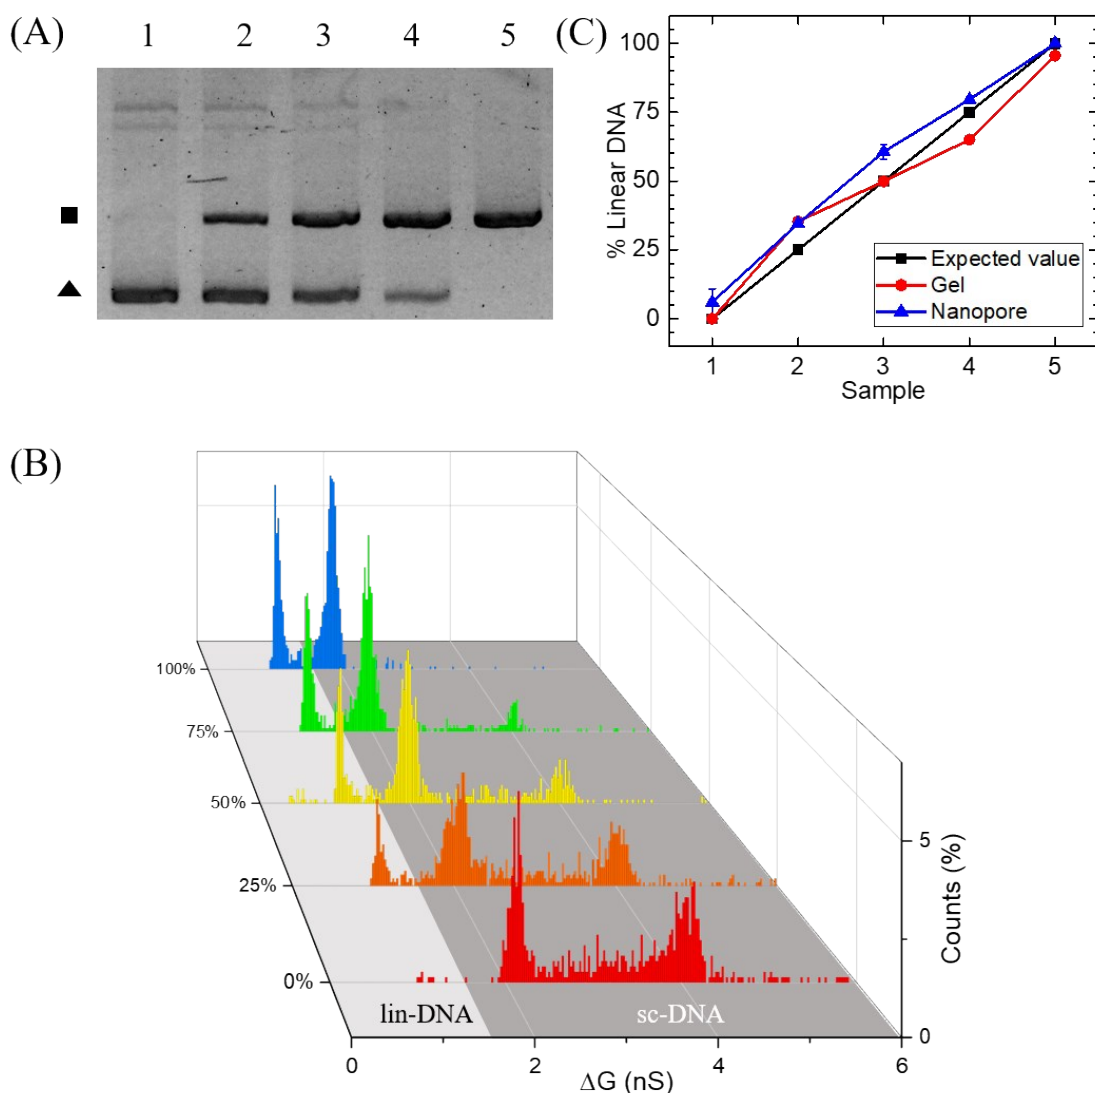 (A) 1 2 3 4 5
(C)
100
75
50
25
0
% Linear DNA
Expected value
Gel
Nanopore
1 2 3 4 5
Sample
(B)
100%
75%
50%
25%
0%
lin-DNA
sc-DNA
5
0
Counts (%)
0 2 4 6
ΔG (nS)